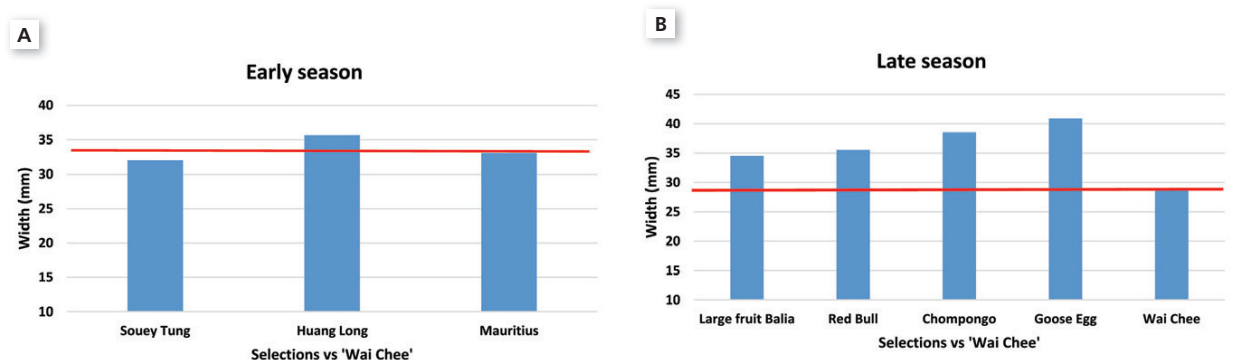 A
Early season
Width (mm)
40
35
30
25
20
15
10
Souey Tung Huang Long Mauritius
Selections vs 'Wai Chee'
B
Late season
Width (mm)
45
40
35
30
25
20
15
10
Large fruit Balia Red Bull Chompongo Goose Egg Wai Chee
Selections vs 'Wai Chee'